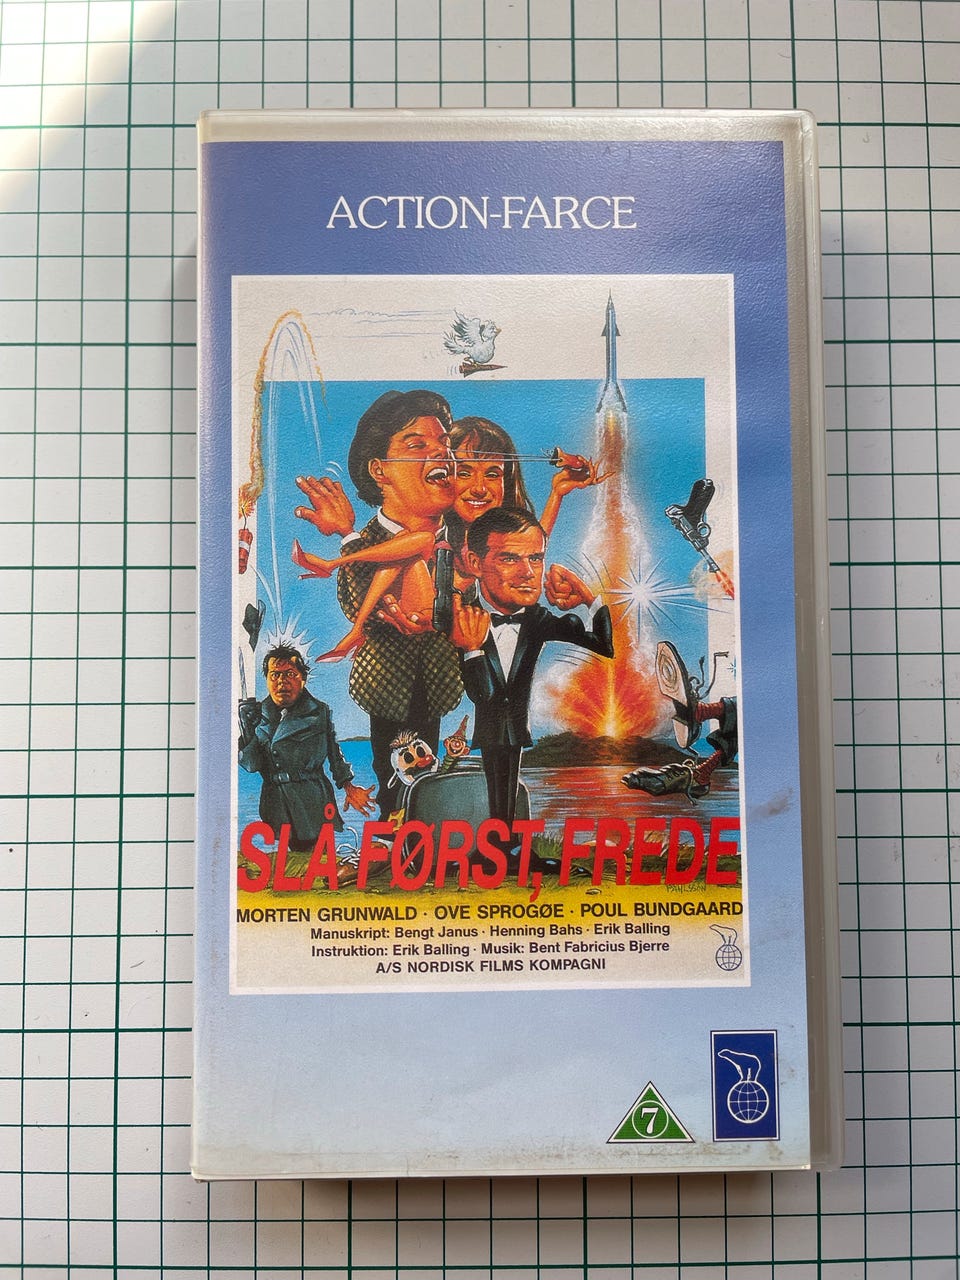 ACTION-FARCE
SLÅ FØRST, FREDE
MORTEN GRUNWALD · OVE SPROGØE · POUL BUNDGAARD
Manuskript: Bengt Janus · Henning Bahs · Erik Balling
Instruktion: Erik Balling · Musik: Bent Fabricius Bjerre
A/S NORDISK FILMS KOMPAGNI
7